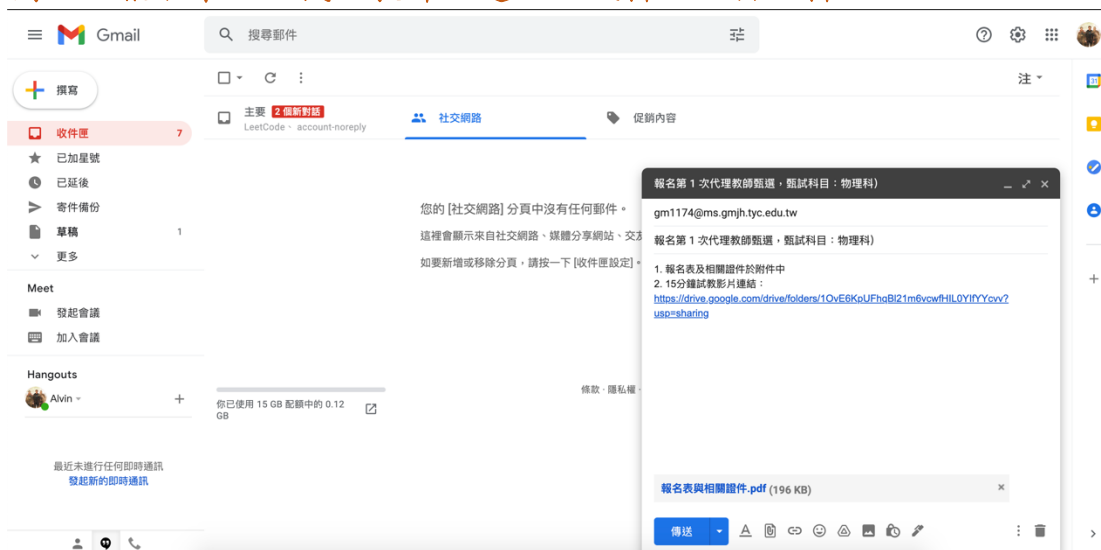 Gmail
搜尋郵件
撰寫
注
收件匣 7
主要 2 個新對話
LeetCode、account-noreply
社交網路
促銷內容
已加星號
已延後
寄件備份
草稿 1
更多
您的 [社交網路] 分頁中沒有任何郵件。
這裡會顯示來自社交網路、媒體分享網站、交友
如要新增或移除分頁，請按一下 [收件匣設定]。
Meet
發起會議
加入會議
Hangouts
Alvin
最近未進行任何即時通訊
發起新的即時通訊
你已使用 15 GB 配額中的 0.12
GB
條款 · 隱私權 ·
報名第 1 次代理教師甄選，甄試科目：物理科)
gm1174@ms.gmjh.tyc.edu.tw
報名第 1 次代理教師甄選，甄試科目：物理科)
1. 報名表及相關證件於附件中
2. 15分鐘試教影片連結：
https://drive.google.com/drive/folders/1OvE6KpUFhqBl21m6vcwfHIL0YIfYYcvv?
usp=sharing
報名表與相關證件.pdf (196 KB)
傳送
31